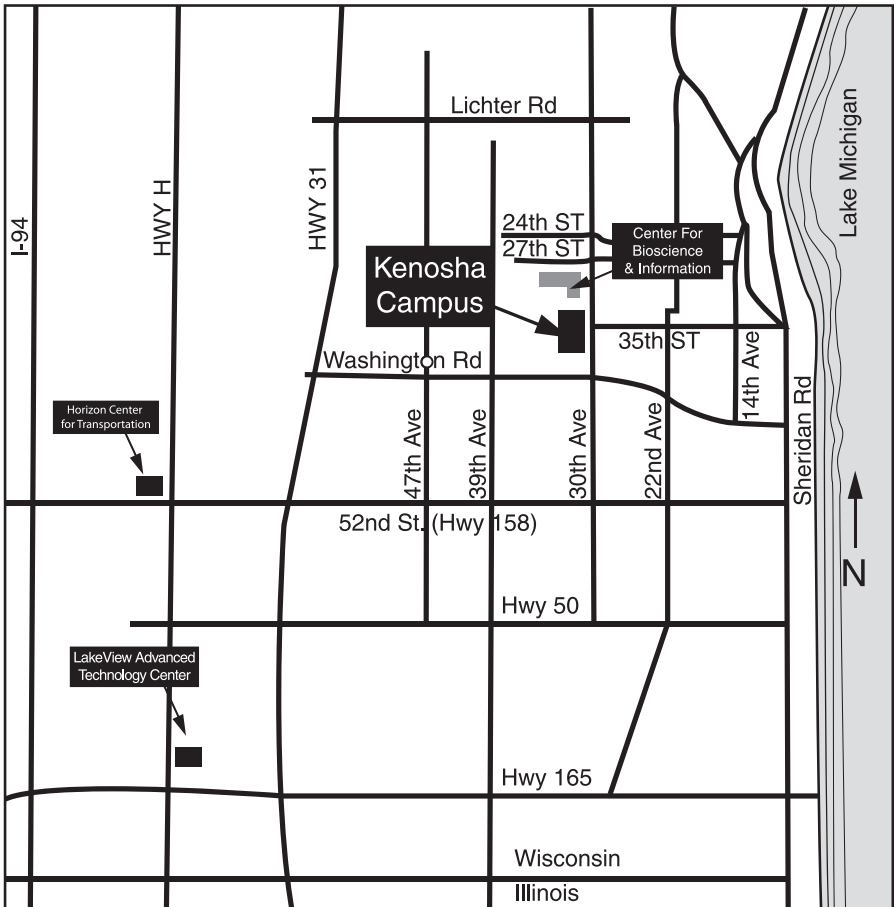 Lichter Rd
Lake Michigan
HWY 31
HWY H
I-94
24th ST
27th ST
Center For
Bioscience
& Information
Kenosha
Campus
35th ST
Washington Rd
14th Ave
Sheridan Rd
Horizon Center
for Transportation
47th Ave
39th Ave
30th Ave
22nd Ave
52nd St. (Hwy 158)
N
Hwy 50
LakeView Advanced
Technology Center
Hwy 165
Wisconsin
Illinois